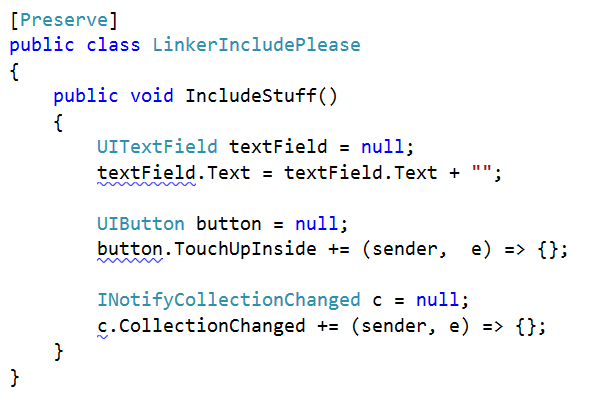 [Preserve]
public class LinkerIncludePlease
{
    public void IncludeStuff()
    {
        UITextField textField = null;
        textField.Text = textField.Text + "";

        UIButton button = null;
        button.TouchUpInside += (sender,  e) => {};

        INotifyCollectionChanged c = null;
        c.CollectionChanged += (sender, e) => {};
    }
}